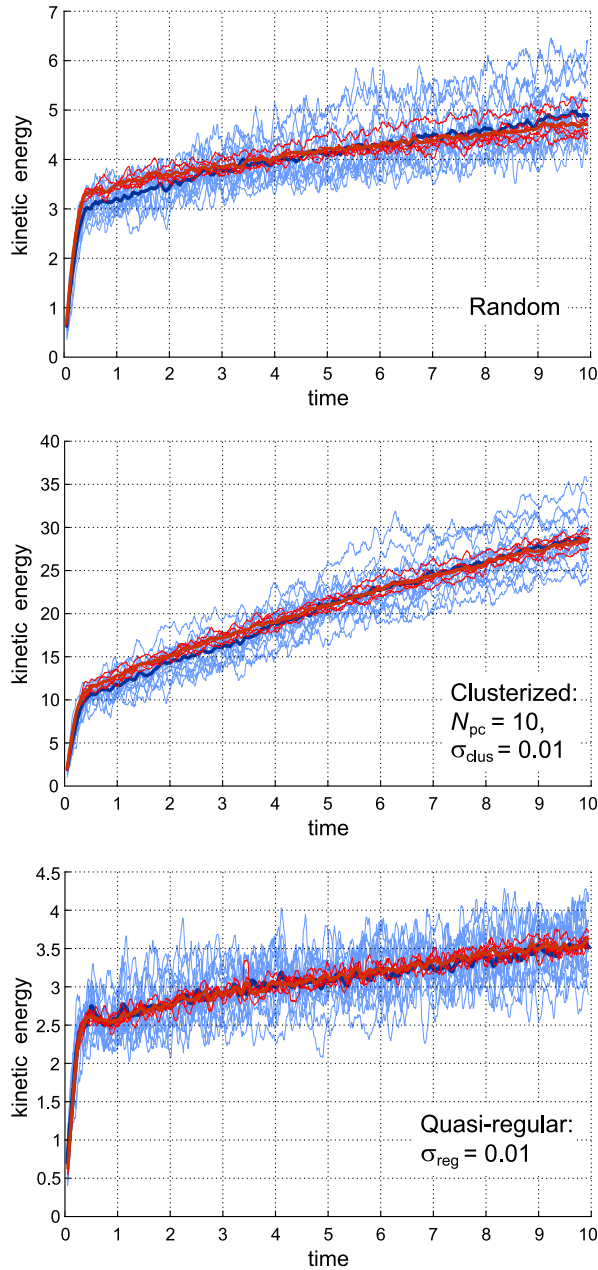 7
6
5
4
3
2
1
0
kinetic energy
Random
0 1 2 3 4 5 6 7 8 9 10
time
40
35
30
25
20
15
10
5
0
kinetic energy
Clusterized:
Npc = 10,
σclus = 0.01
0 1 2 3 4 5 6 7 8 9 10
time
4.5
4
3.5
3
2.5
2
1.5
1
0.5
0
kinetic energy
Quasi-regular:
σreg = 0.01
0 1 2 3 4 5 6 7 8 9 10
time